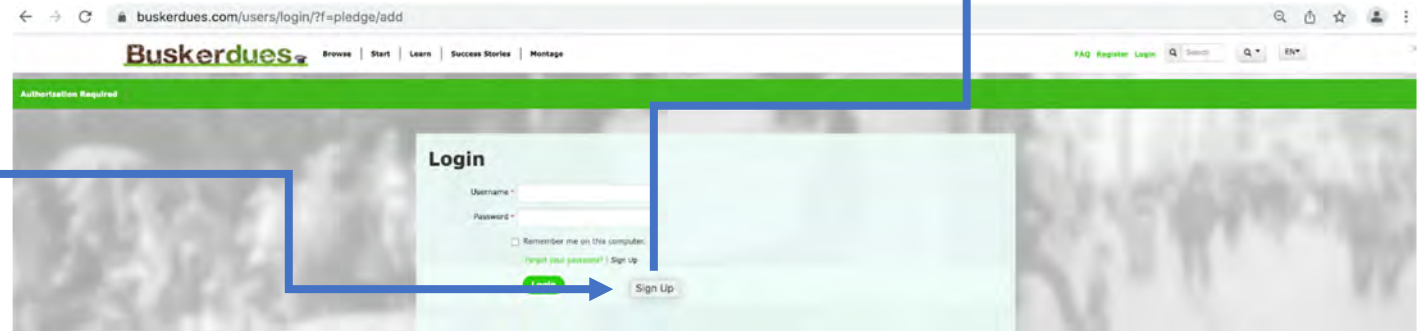 buskerdues.com/users/login/?f=pledge/add
Buskerdues Browse | Start | Learn | Success Stories | Montage FAQ Register Login Search EN
Authorization Required
Login
Username *
Password *
Remember me on this computer.
Forgot your password? | Sign Up
Login Sign Up